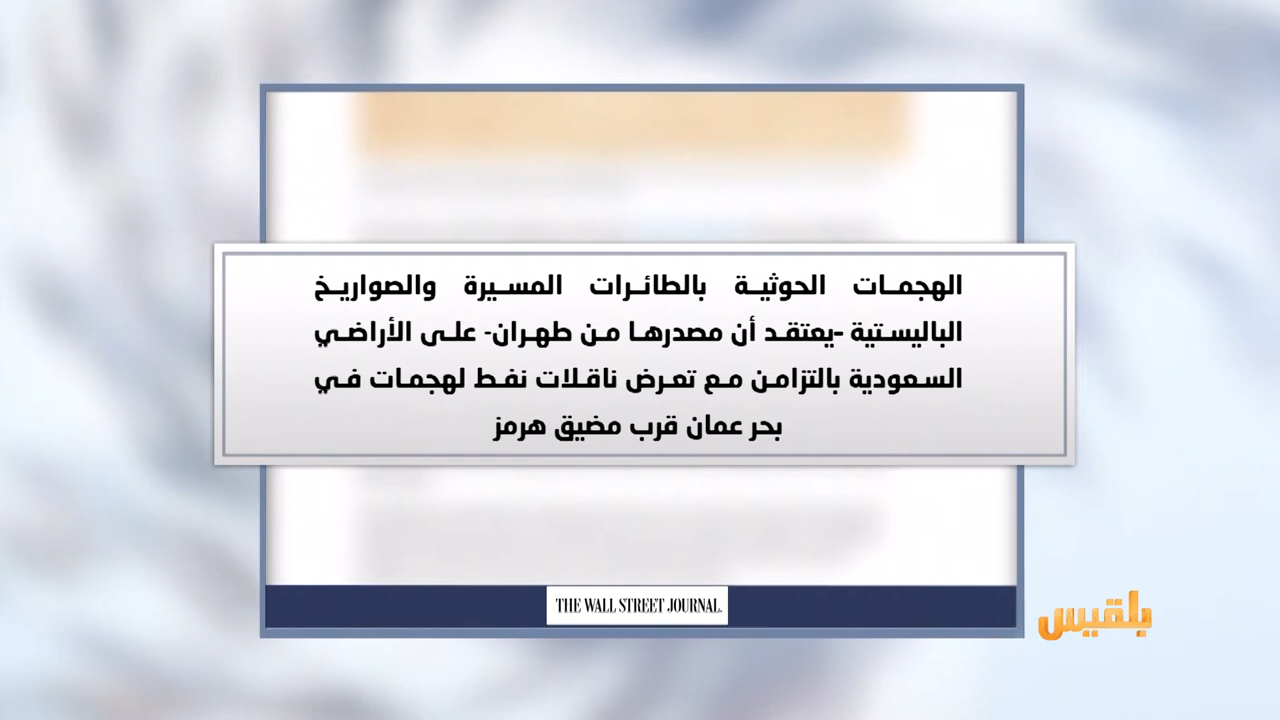 الهجمات الحوثية بالطائرات المسيرة والصواريخ
الباليستية -يعتقد أن مصدرها من طهران- على الأراضي
السعودية بالتزامن مع تعرض ناقلات نفط لهجمات في
بحر عمان قرب مضيق هرمز
THE WALL STREET JOURNAL.
بلقيس